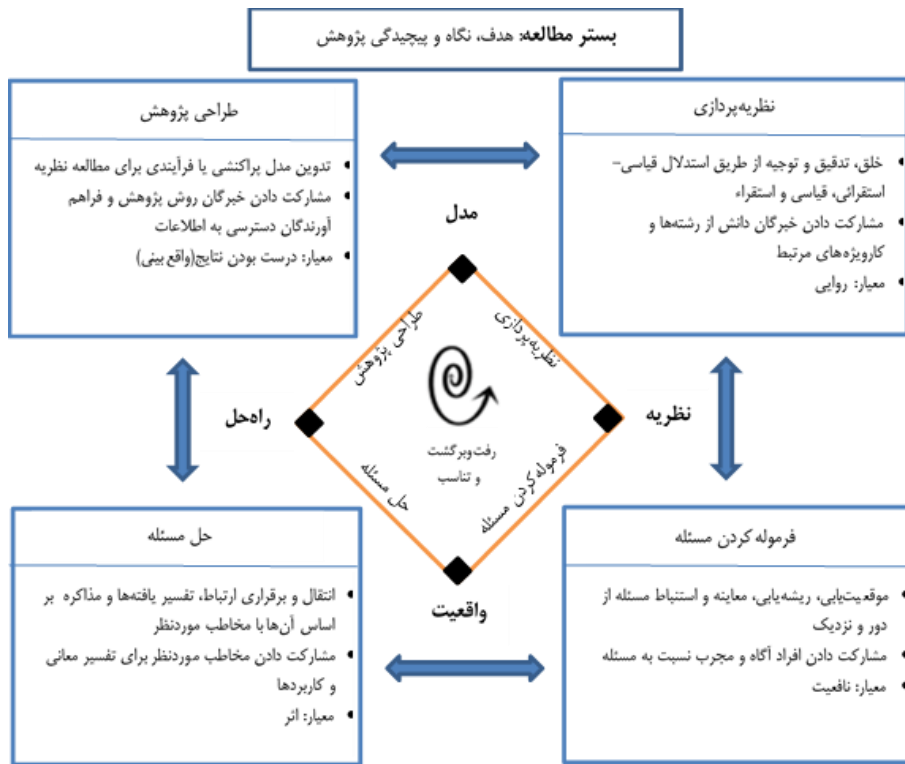 بستر مطالعه: هدف، نگاه و پیچیدگی پژوهش
نظریه‌پردازی
خلق، تدقیق و توجیه از طریق استدلال قیاسی–
استقرائی، قیاسی و استقراء
مشارکت دادن خبرگان دانش از رشته‌ها و
کارویژه‌های مرتبط
معیار: روایی
طراحی پژوهش
تدوین مدل پراکنشی یا فرآیندی برای مطالعه نظریه
مشارکت دادن خبرگان روش پژوهش و فراهم
آورندگان دسترسی به اطلاعات
معیار: درست بودن نتایج(واقع بینی)
مدل
نظریه‌پردازی
طراحی پژوهش
نظریه
راه‌حل
رفت‌وبرگشت
و تناسب
فرموله‌کردن مسئله
حل مسئله
واقعیت
فرموله کردن مسئله
موقعیت‌یابی، ریشه‌یابی، معاینه و استنباط مسئله از
دور و نزدیک
مشارکت دادن افراد آگاه و مجرب نسبت به مسئله
معیار: نافعیت
حل مسئله
انتقال و برقراری ارتباط، تفسیر یافته‌ها و مذاکره بر
اساس آن‌ها با مخاطب موردنظر
مشارکت دادن مخاطب موردنظر برای تفسیر معانی
و کاربردها
معیار: اثر